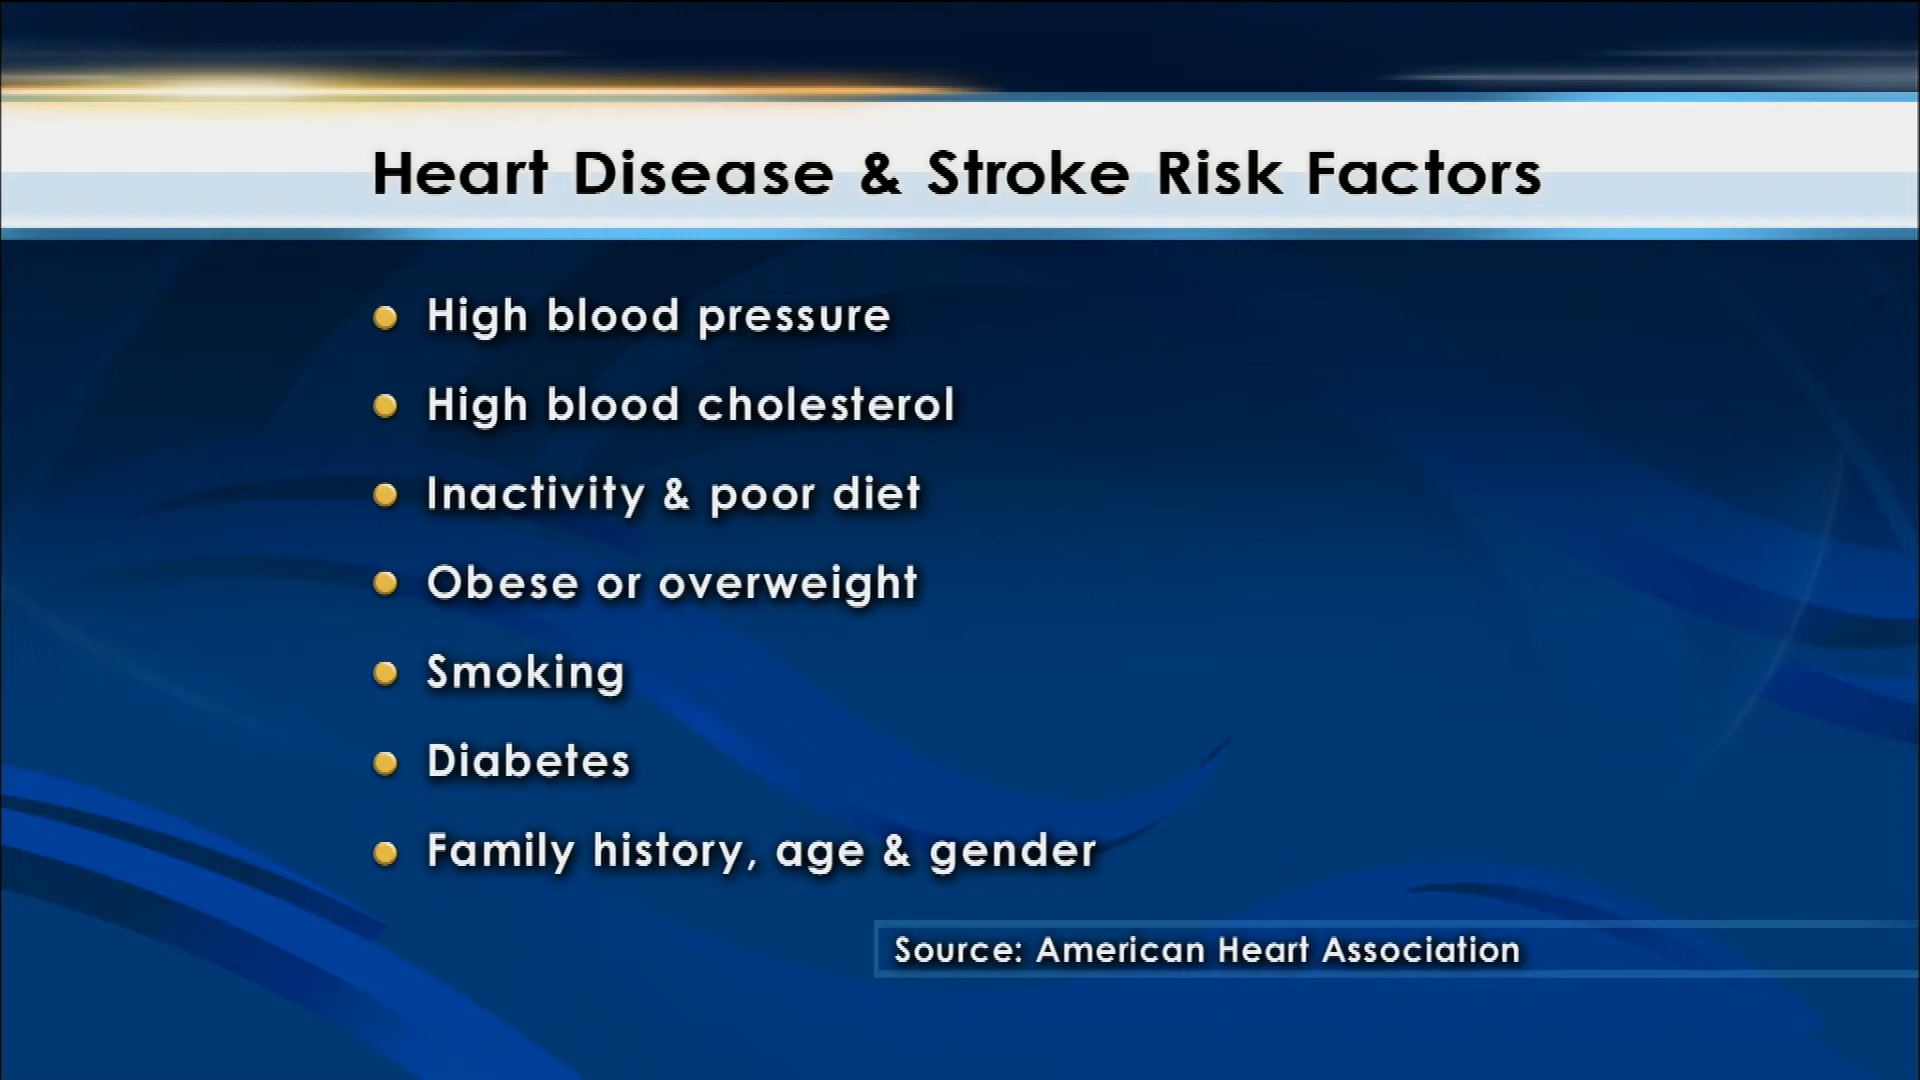 Heart Disease & Stroke Risk Factors
High blood pressure
High blood cholesterol
Inactivity & poor diet
Obese or overweight
Smoking
Diabetes
Family history, age & gender
Source: American Heart Association